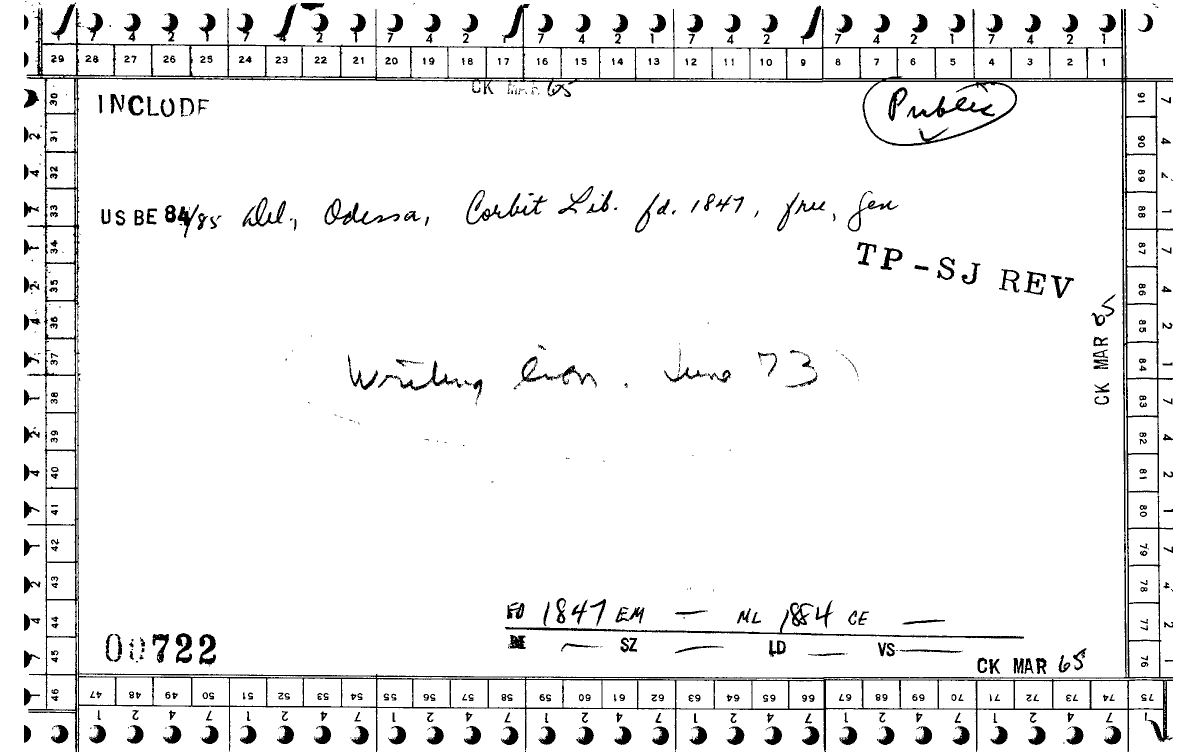 7 4 2 1 7 4 2 1 7 4 2 1 7 4 2 1 7 4 2 1 7 4 2 1 7 4 2 1
29 28 27 26 25 24 23 22 21 20 19 18 17 16 15 14 13 12 11 10 9 8 7 6 5 4 3 2 1
CK MAR 65
INCLUDE
Public
US BE 84/85 Del., Odessa, Corbit Lib. fd. 1847, free, gen
TP-SJ REV
CK MAR 65
Writing June 73
FO 1847 EM — ML 1884 CE —
BE — SZ — LD — VS —
00722
CK MAR 65
30 31 32 33 34 35 36 37 38 39 40 41 42 43 44 45 46
91 90 89 88 87 86 85 84 83 82 81 80 79 78 77 76
47 48 49 50 51 52 53 54 55 56 57 58 59 60 61 62 63 64 65 66 67 68 69 70 71 72 73 74 75
1 2 4 7 1 2 4 7 1 2 4 7 1 2 4 7 1 2 4 7 1 2 4 7 1 2 4 7